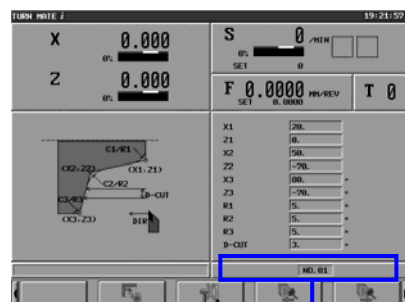 TURN MATE i 19:21:57
X 0.000
0%
Z 0.000
0%
S 0 /MIN
0%
SET 0
F 0.0000 MM/REV
SET 0.0000
T 0
C1/R1
(X2,Z2) (X1,Z1)
C2/R2
C3/R3 D-CUT
(X3,Z3) DIR
X1 20.
Z1 0.
X2 50.
Z2 -70.
X3 80. *
Z3 -70. *
R1 5. *
R2 5. *
R3 5. *
D-CUT 3. *
NO.01